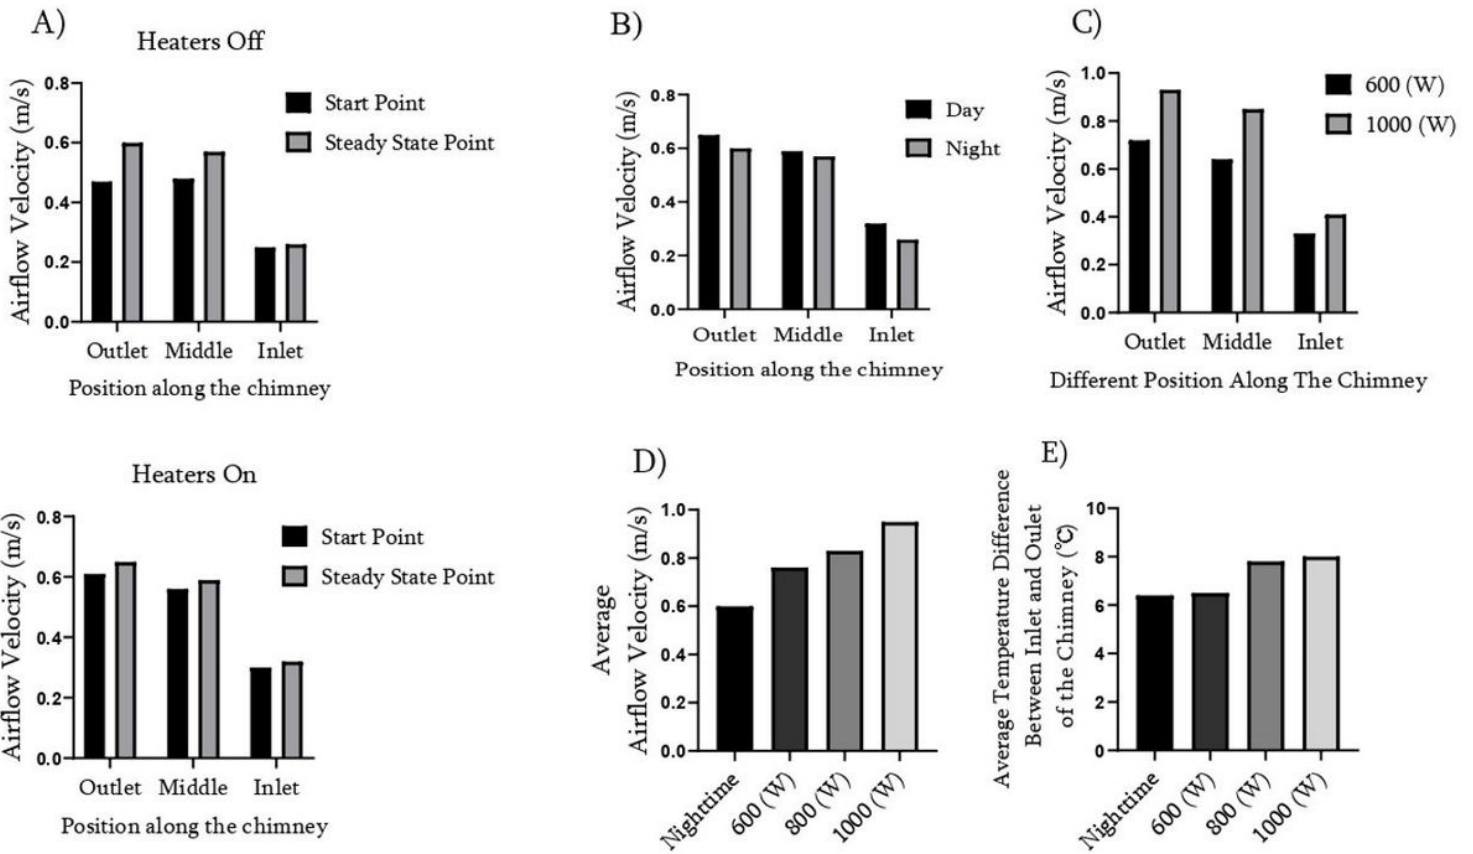 A)
Heaters Off
Airflow Velocity (m/s)
0.8
0.6
0.4
0.2
0.0
Start Point
Steady State Point
Outlet Middle Inlet
Position along the chimney
B)
Airflow Velocity (m/s)
0.8
0.6
0.4
0.2
0.0
Day
Night
Outlet Middle Inlet
Position along the chimney
C)
Airflow Velocity (m/s)
1.0
0.8
0.6
0.4
0.2
0.0
600 (W)
1000 (W)
Outlet Middle Inlet
Different Position Along The Chimney
Heaters On
Airflow Velocity (m/s)
0.8
0.6
0.4
0.2
0.0
Start Point
Steady State Point
Outlet Middle Inlet
Position along the chimney
D)
Average
Airflow Velocity (m/s)
1.0
0.8
0.6
0.4
0.2
0.0
Nighttime
600 (W)
800 (W)
1000 (W)
E)
Average Temperature Difference
Between Inlet and Oulet
of the Chimney (℃)
10
8
6
4
2
0
Nighttime
600 (W)
800 (W)
1000 (W)